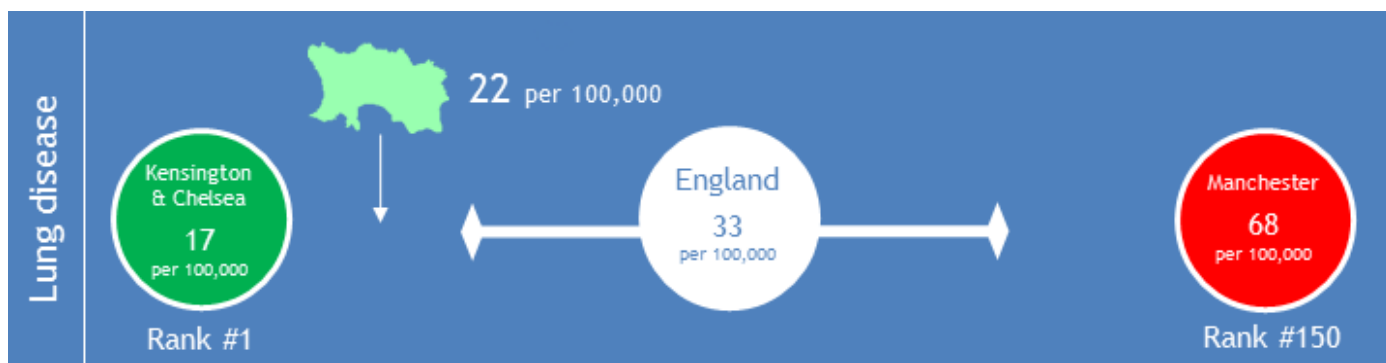 Lung disease
22 per 100,000
Kensington
& Chelsea
17
per 100,000
Rank #1
England
33
per 100,000
Manchester
68
per 100,000
Rank #150